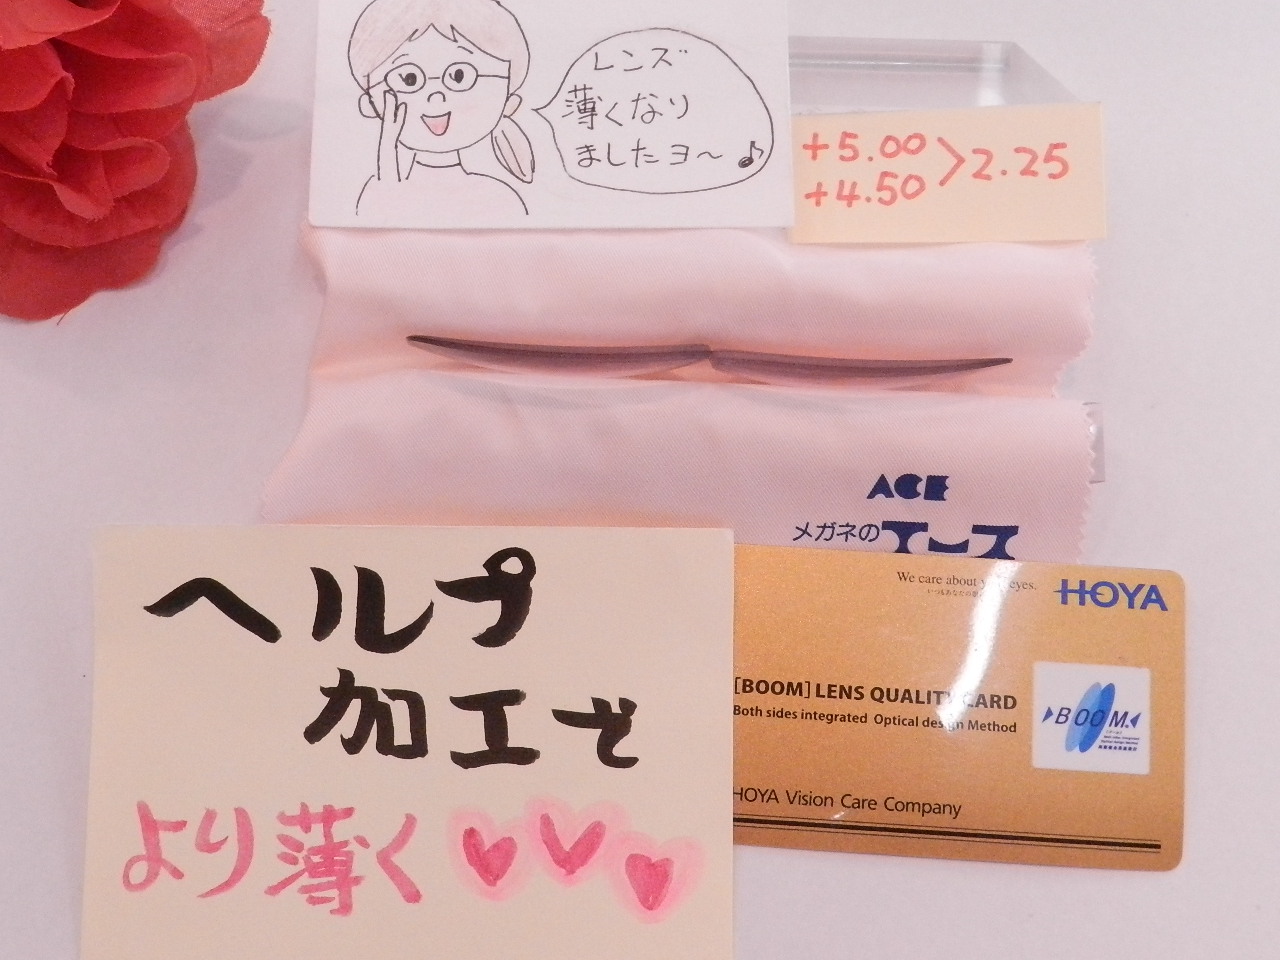 レンズ
薄くなり
ましたヨ〜♪
+5.00
+4.50 > 2.25
ACE
メガネのエース
ヘルプ
加工で
より薄く
We care about your eyes.
HOYA
[BOOM] LENS QUALITY CARD
Both sides integrated Optical design Method
BOOM
HOYA Vision Care Company